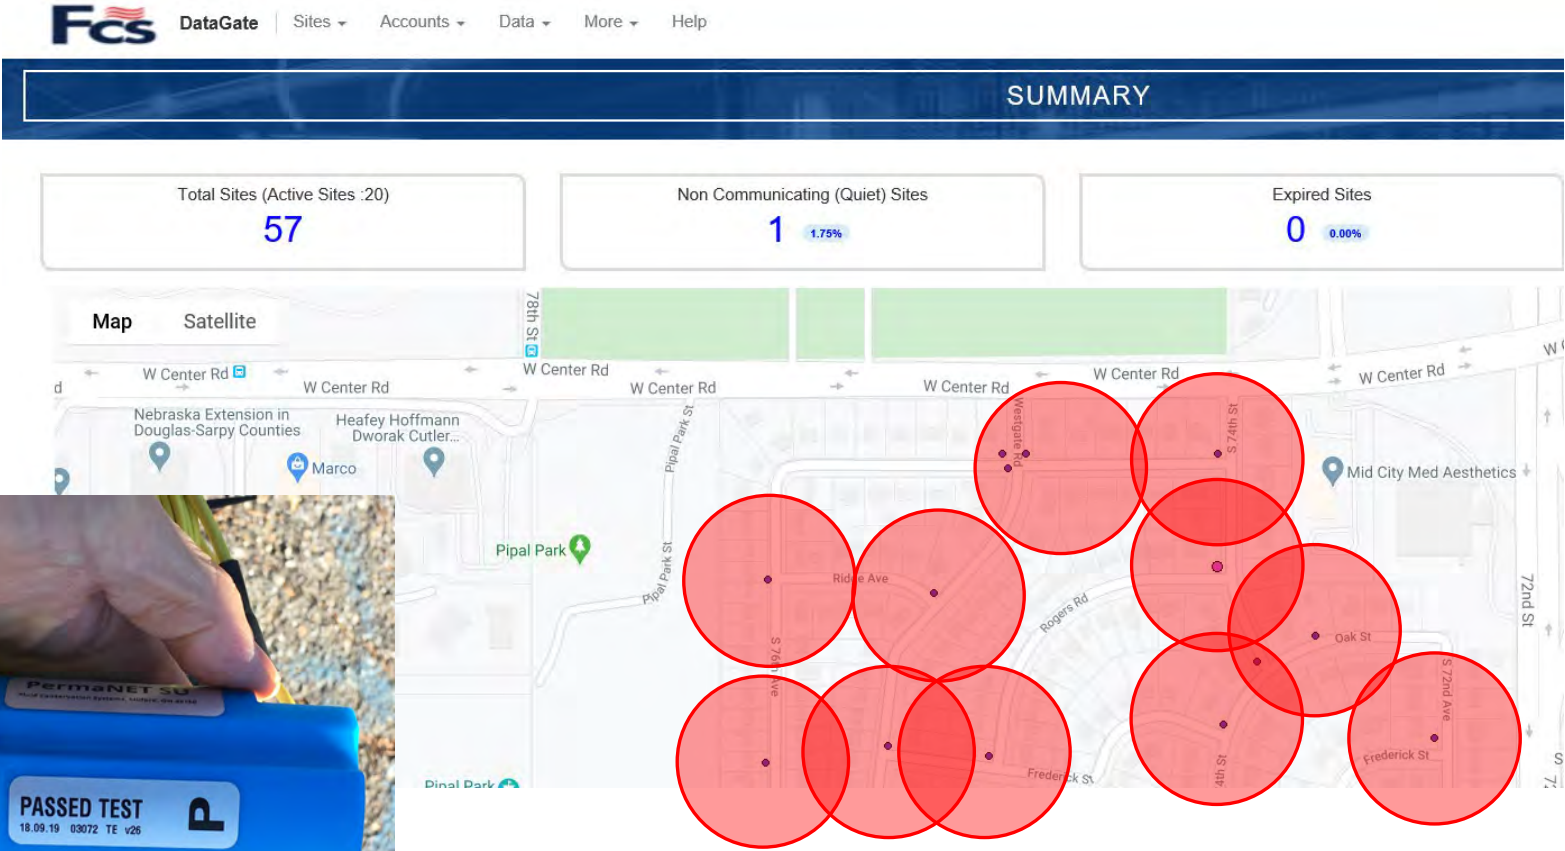 Fcs DataGate Sites Accounts Data More Help
SUMMARY
Total Sites (Active Sites :20)
57
Non Communicating (Quiet) Sites
1 1.75%
Expired Sites
0 0.00%
Map Satellite
78th St
W Center Rd
W Center Rd
W Center Rd
W Center Rd
W Center Rd
W Center Rd
W Center Rd
W
d
Nebraska Extension in
Douglas-Sarpy Counties
Heafey Hoffmann
Dworak Cutler...
Marco
Pipal Park St
Pipal Park St
Westgate Rd
S 74th St
Mid City Med Aesthetics
Pipal Park
Ridge Ave
Rogers Rd
72nd St
Oak St
S 76th Ave
S 72nd Ave
Frederick St
Frederick St
4th St
Pipal Park
PermaNET SU
PASSED TEST P
18.09.19 03072 TE v26